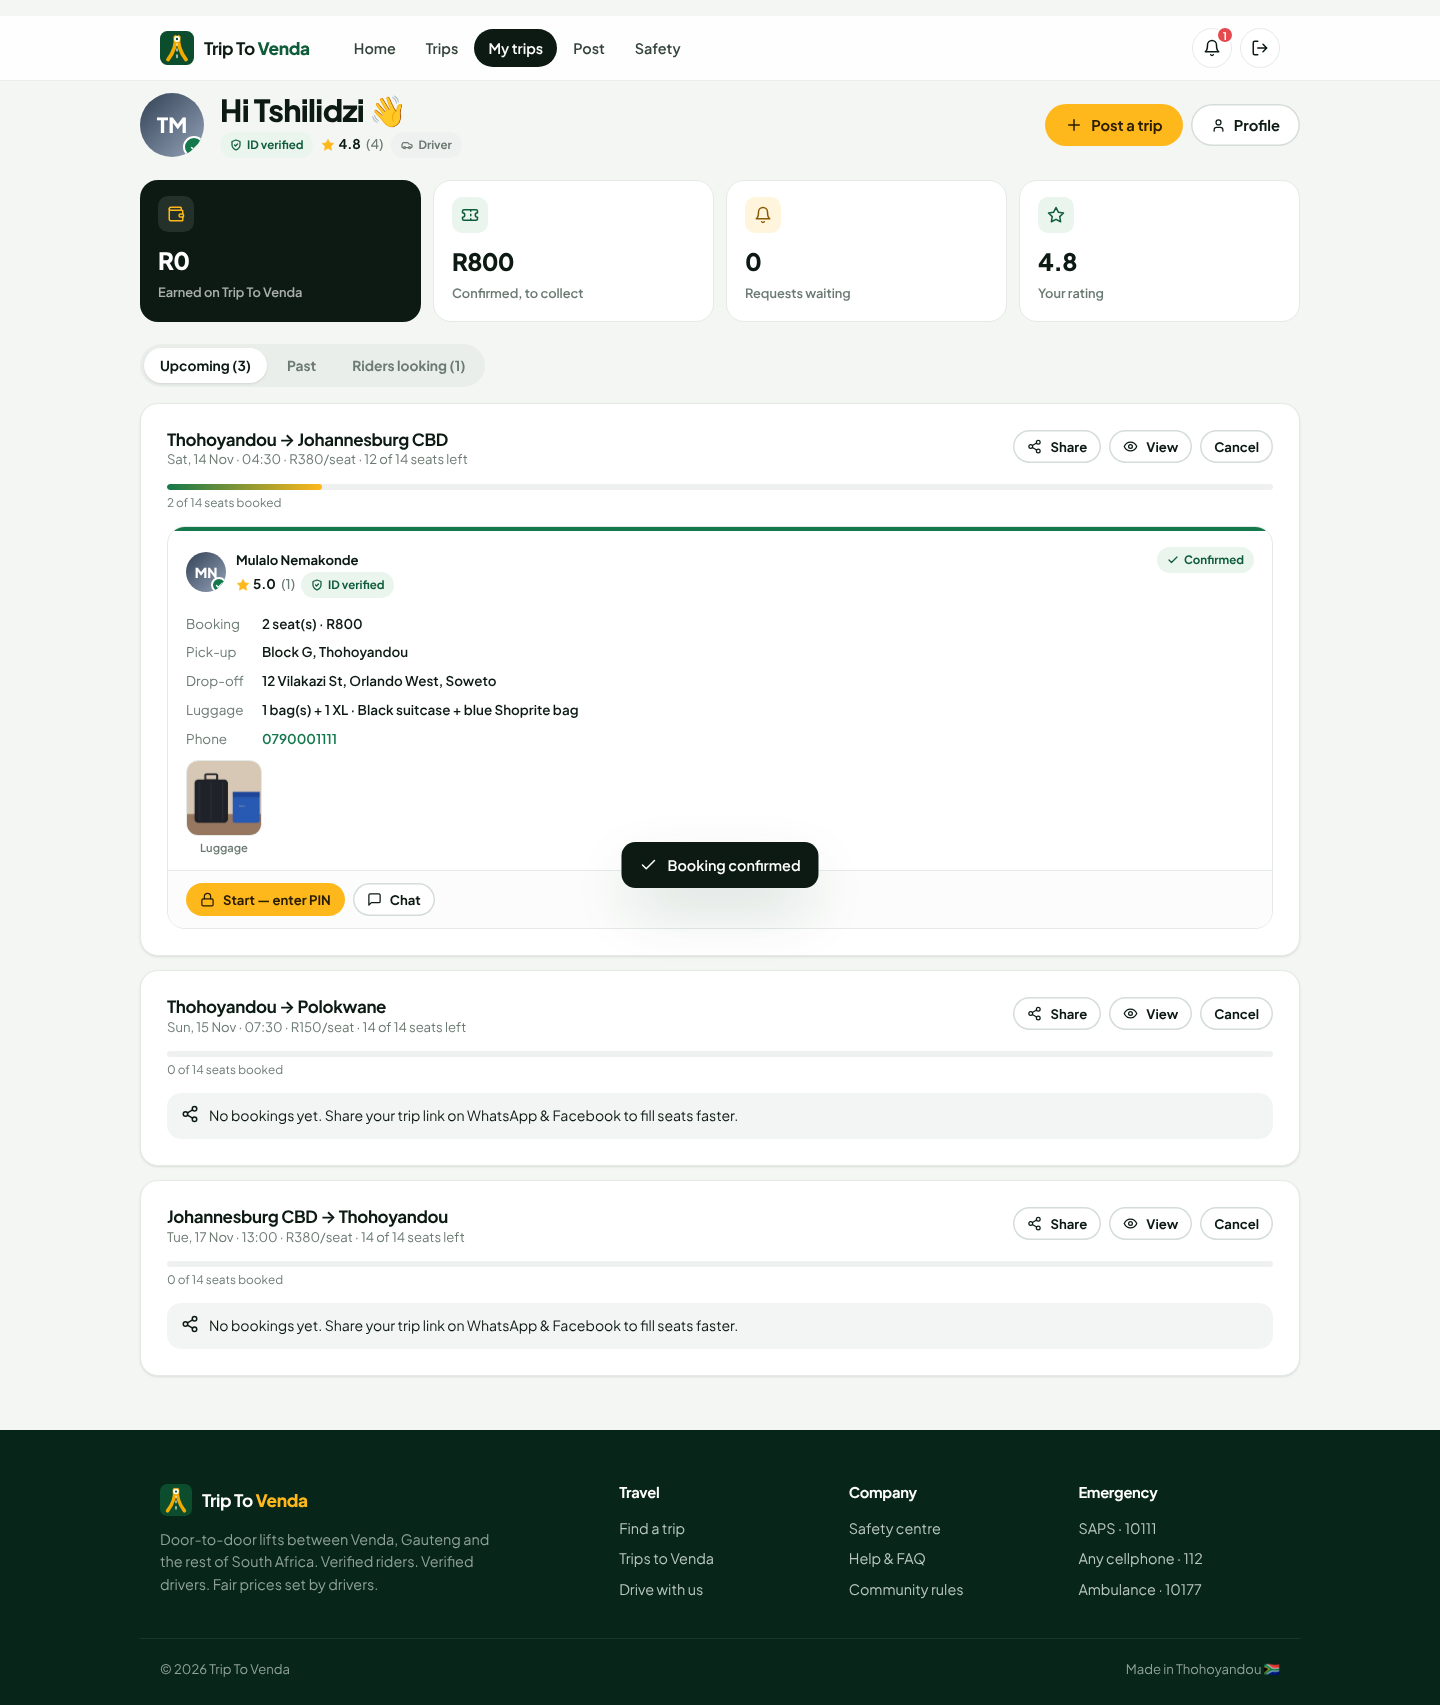 Trip To Venda
Home
Trips
My trips
Post
Safety
1
TM
Hi Tshilidzi 👋
ID verified
4.8 (4)
Driver
Post a trip
Profile
R0
Earned on Trip To Venda
R800
Confirmed, to collect
0
Requests waiting
4.8
Your rating
Upcoming (3)
Past
Riders looking (1)
Thohoyandou → Johannesburg CBD
Sat, 14 Nov · 04:30 · R380/seat · 12 of 14 seats left
Share
View
Cancel
2 of 14 seats booked
MN
Mulalo Nemakonde
5.0 (1)
ID verified
Confirmed
Booking 2 seat(s) · R800
Pick-up Block G, Thohoyandou
Drop-off 12 Vilakazi St, Orlando West, Soweto
Luggage 1 bag(s) + 1 XL · Black suitcase + blue Shoprite bag
Phone 0790001111
Luggage
Booking confirmed
Start — enter PIN
Chat
Thohoyandou → Polokwane
Sun, 15 Nov · 07:30 · R150/seat · 14 of 14 seats left
Share
View
Cancel
0 of 14 seats booked
No bookings yet. Share your trip link on WhatsApp & Facebook to fill seats faster.
Johannesburg CBD → Thohoyandou
Tue, 17 Nov · 13:00 · R380/seat · 14 of 14 seats left
Share
View
Cancel
0 of 14 seats booked
No bookings yet. Share your trip link on WhatsApp & Facebook to fill seats faster.
Trip To Venda
Door-to-door lifts between Venda, Gauteng and
the rest of South Africa. Verified riders. Verified
drivers. Fair prices set by drivers.
Travel
Find a trip
Trips to Venda
Drive with us
Company
Safety centre
Help & FAQ
Community rules
Emergency
SAPS · 10111
Any cellphone · 112
Ambulance · 10177
© 2026 Trip To Venda
Made in Thohoyandou 🇿🇦